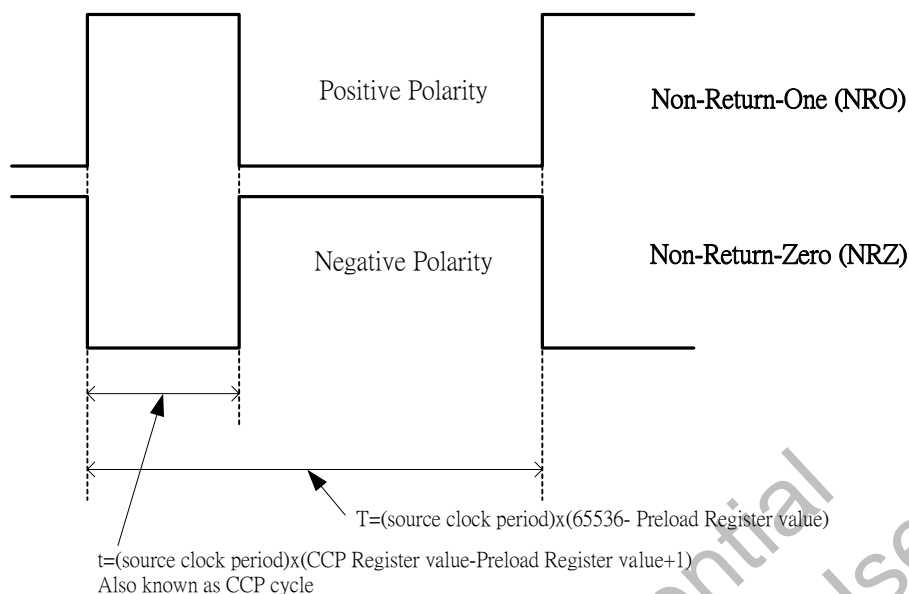 Positive Polarity
Non-Return-One (NRO)
Negative Polarity
Non-Return-Zero (NRZ)
T=(source clock period)x(65536- Preload Register value)
t=(source clock period)x(CCP Register value-Preload Register value+1)
Also known as CCP cycle